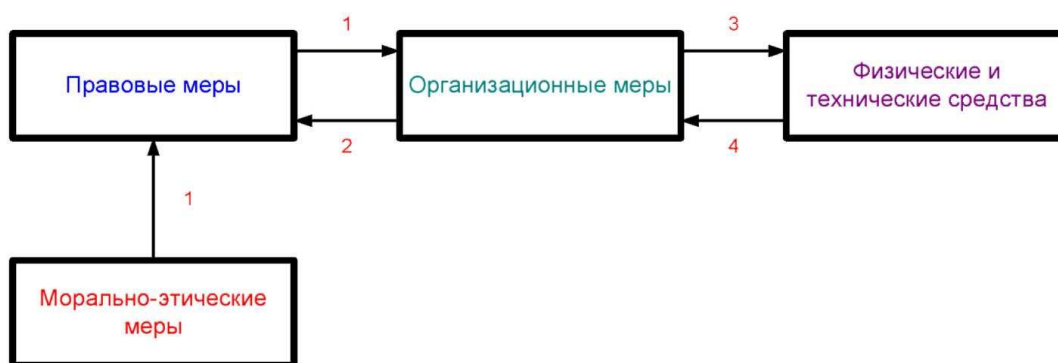 1
3
Правовые меры
Организационные меры
Физические и
технические средства
2
4
1
Морально-этические
меры